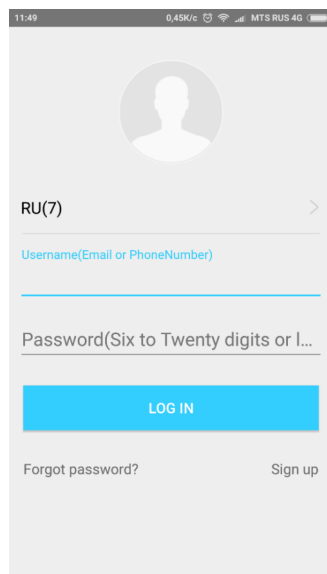 11:49 0,45K/c MTS RUS 4G
RU(7)
Username(Email or PhoneNumber)
Password(Six to Twenty digits or l...
LOG IN
Forgot password? Sign up